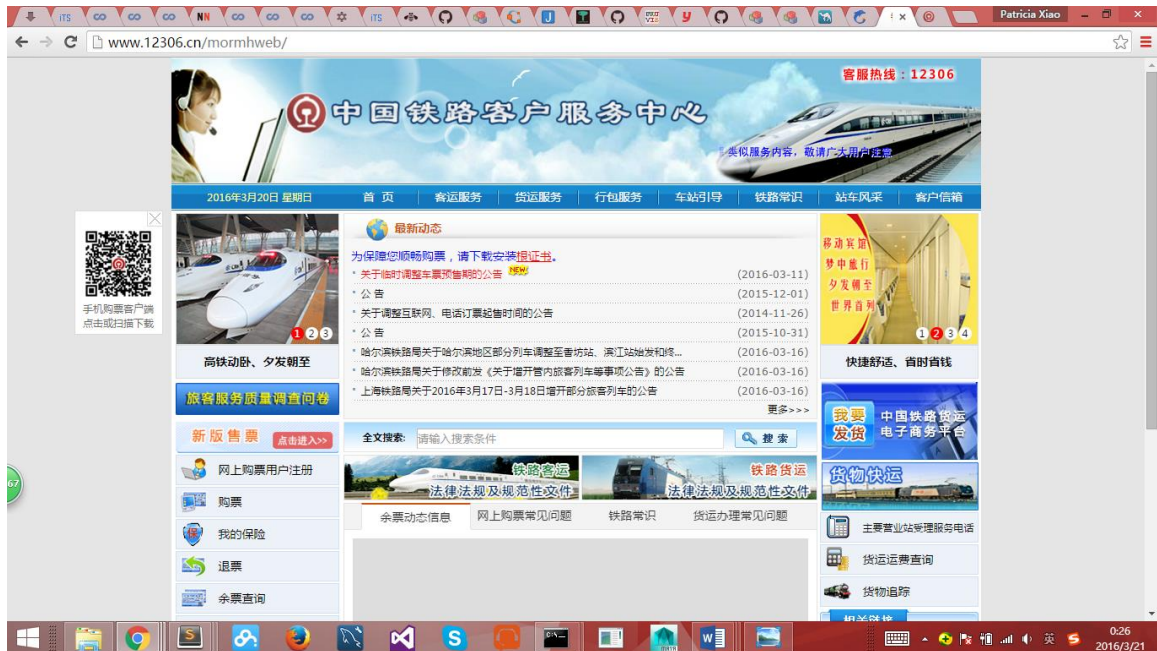 ITS
NN
ITS
Patricia Xiao
www.12306.cn/mormhweb/
客服热线：12306
中国铁路客户服务中心
类似服务内容，敬请广大用户注意
2016年3月20日 星期日
首 页
客运服务
货运服务
行包服务
车站引导
铁路常识
站车风采
客户信箱
手机购票客户端
点击或扫描下载
1 2 3
高铁动卧、夕发朝至
旅客服务质量调查问卷
新版售票
点击进入>>
网上购票用户注册
购票
我的保险
退票
余票查询
最新动态
为保障您顺畅购票，请下载安装根证书。
关于临时调整车票预售期的公告 NEW! (2016-03-11)
公 告 (2015-12-01)
关于调整互联网、电话订票起售时间的公告 (2014-11-26)
公 告 (2015-10-31)
哈尔滨铁路局关于哈尔滨地区部分列车调整至香坊站、滨江站始发和终... (2016-03-16)
哈尔滨铁路局关于修改前发《关于增开管内旅客列车等事项公告》的公告 (2016-03-16)
上海铁路局关于2016年3月17日-3月18日增开部分旅客列车的公告 (2016-03-16)
更多>>>
全文搜索:
请输入搜索条件
搜 索
铁路客运
法律法规及规范性文件
铁路货运
法律法规及规范性文件
余票动态信息
网上购票常见问题
铁路常识
货运办理常见问题
移动宾馆
梦中旅行
夕发朝至
世界首列
1 2 3 4
快捷舒适、省时省钱
我要
发货
中国铁路货运
电子商务平台
货物快运
主要营业站受理服务电话
货运运费查询
货物追踪
相关链接
67
英
0:26
2016/3/21